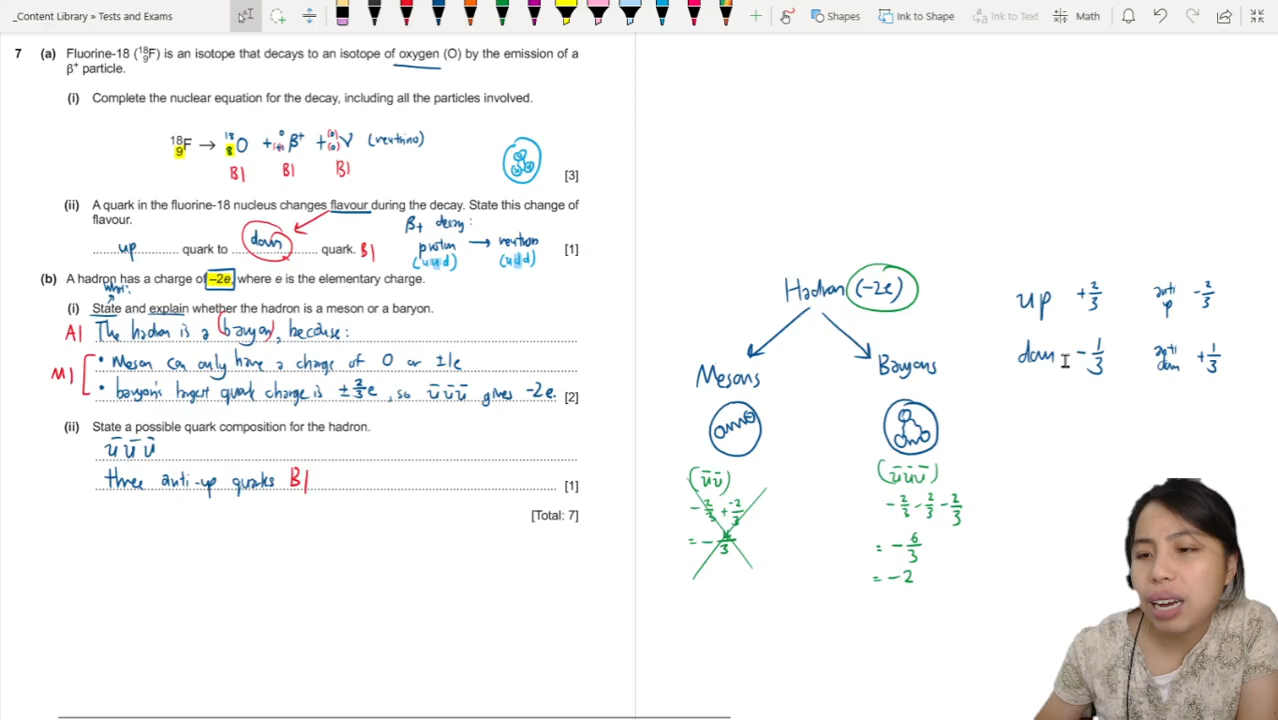 _Content Library » Tests and Exams
Shapes
Ink to Shape
Ink to Text
Math
7 (a) Fluorine-18 (¹⁸₉F) is an isotope that decays to an isotope of oxygen (O) by the emission of a
β⁺ particle.
(i) Complete the nuclear equation for the decay, including all the particles involved.
¹⁸₉F → ¹⁸₈O + ⁰₍₊₁₎β⁺ + ⁽⁰⁾₍₀₎ν (neutrino)
B1 B1 B1
[3]
(ii) A quark in the fluorine-18 nucleus changes flavour during the decay. State this change of
flavour.
up quark to down quark. B1 [1]
β+ decay:
proton → neutron
(uud) (udd)
(b) A hadron has a charge of –2e, where e is the elementary charge.
(i) State and explain whether the hadron is a meson or a baryon.
A1 The hadron is a (baryon), because:
M1 • Meson can only have a charge of 0 or ±1e
• baryon's largest quark charge is ±⅔e, so u̅ u̅ u̅ gives -2e. [2]
(ii) State a possible quark composition for the hadron.
u̅ u̅ u̅
three anti-up quarks B1
[1]
[Total: 7]
Hadron (-2e)
Mesons
Baryons
(u̅u̅)
-2/3 + -2/3
(u̅u̅u̅)
-2/3 -2/3 -2/3
= -6/3
= -2
up +2/3 anti up -2/3
down -1/3 anti down +1/3